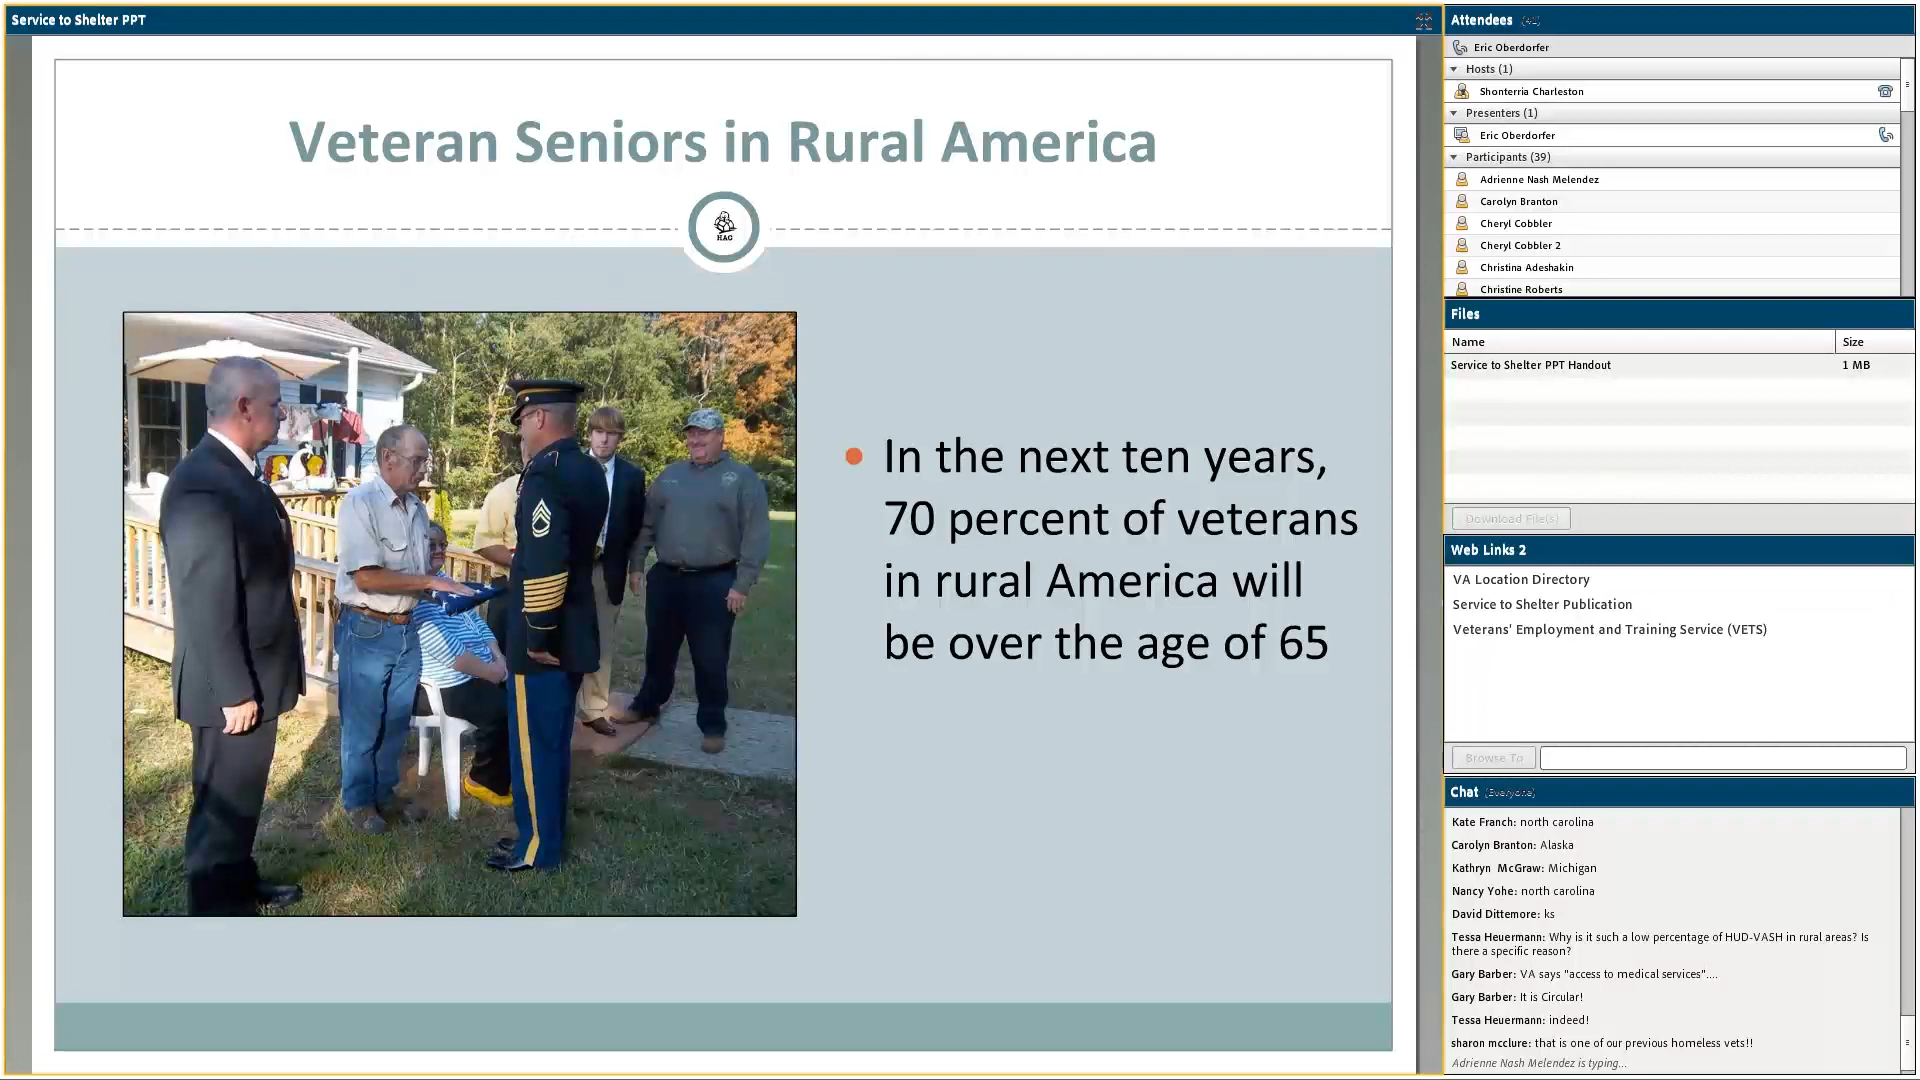 Service to Shelter PPT
Veteran Seniors in Rural America
HAC
In the next ten years,
70 percent of veterans
in rural America will
be over the age of 65
Attendees (41)
Eric Oberdorfer
Hosts (1)
Shonterria Charleston
Presenters (1)
Eric Oberdorfer
Participants (39)
Adrienne Nash Melendez
Carolyn Branton
Cheryl Cobbler
Cheryl Cobbler 2
Christina Adeshakin
Christine Roberts
Files
Name Size
Service to Shelter PPT Handout 1 MB
Download File(s)
Web Links 2
VA Location Directory
Service to Shelter Publication
Veterans' Employment and Training Service (VETS)
Browse To
Chat (Everyone)
Kate Franch: north carolina
Carolyn Branton: Alaska
Kathryn McGraw: Michigan
Nancy Yohe: north carolina
David Dittemore: ks
Tessa Heuermann: Why is it such a low percentage of HUD-VASH in rural areas? Is
there a specific reason?
Gary Barber: VA says "access to medical services"....
Gary Barber: It is Circular!
Tessa Heuermann: indeed!
sharon mcclure: that is one of our previous homeless vets!!
Adrienne Nash Melendez is typing...